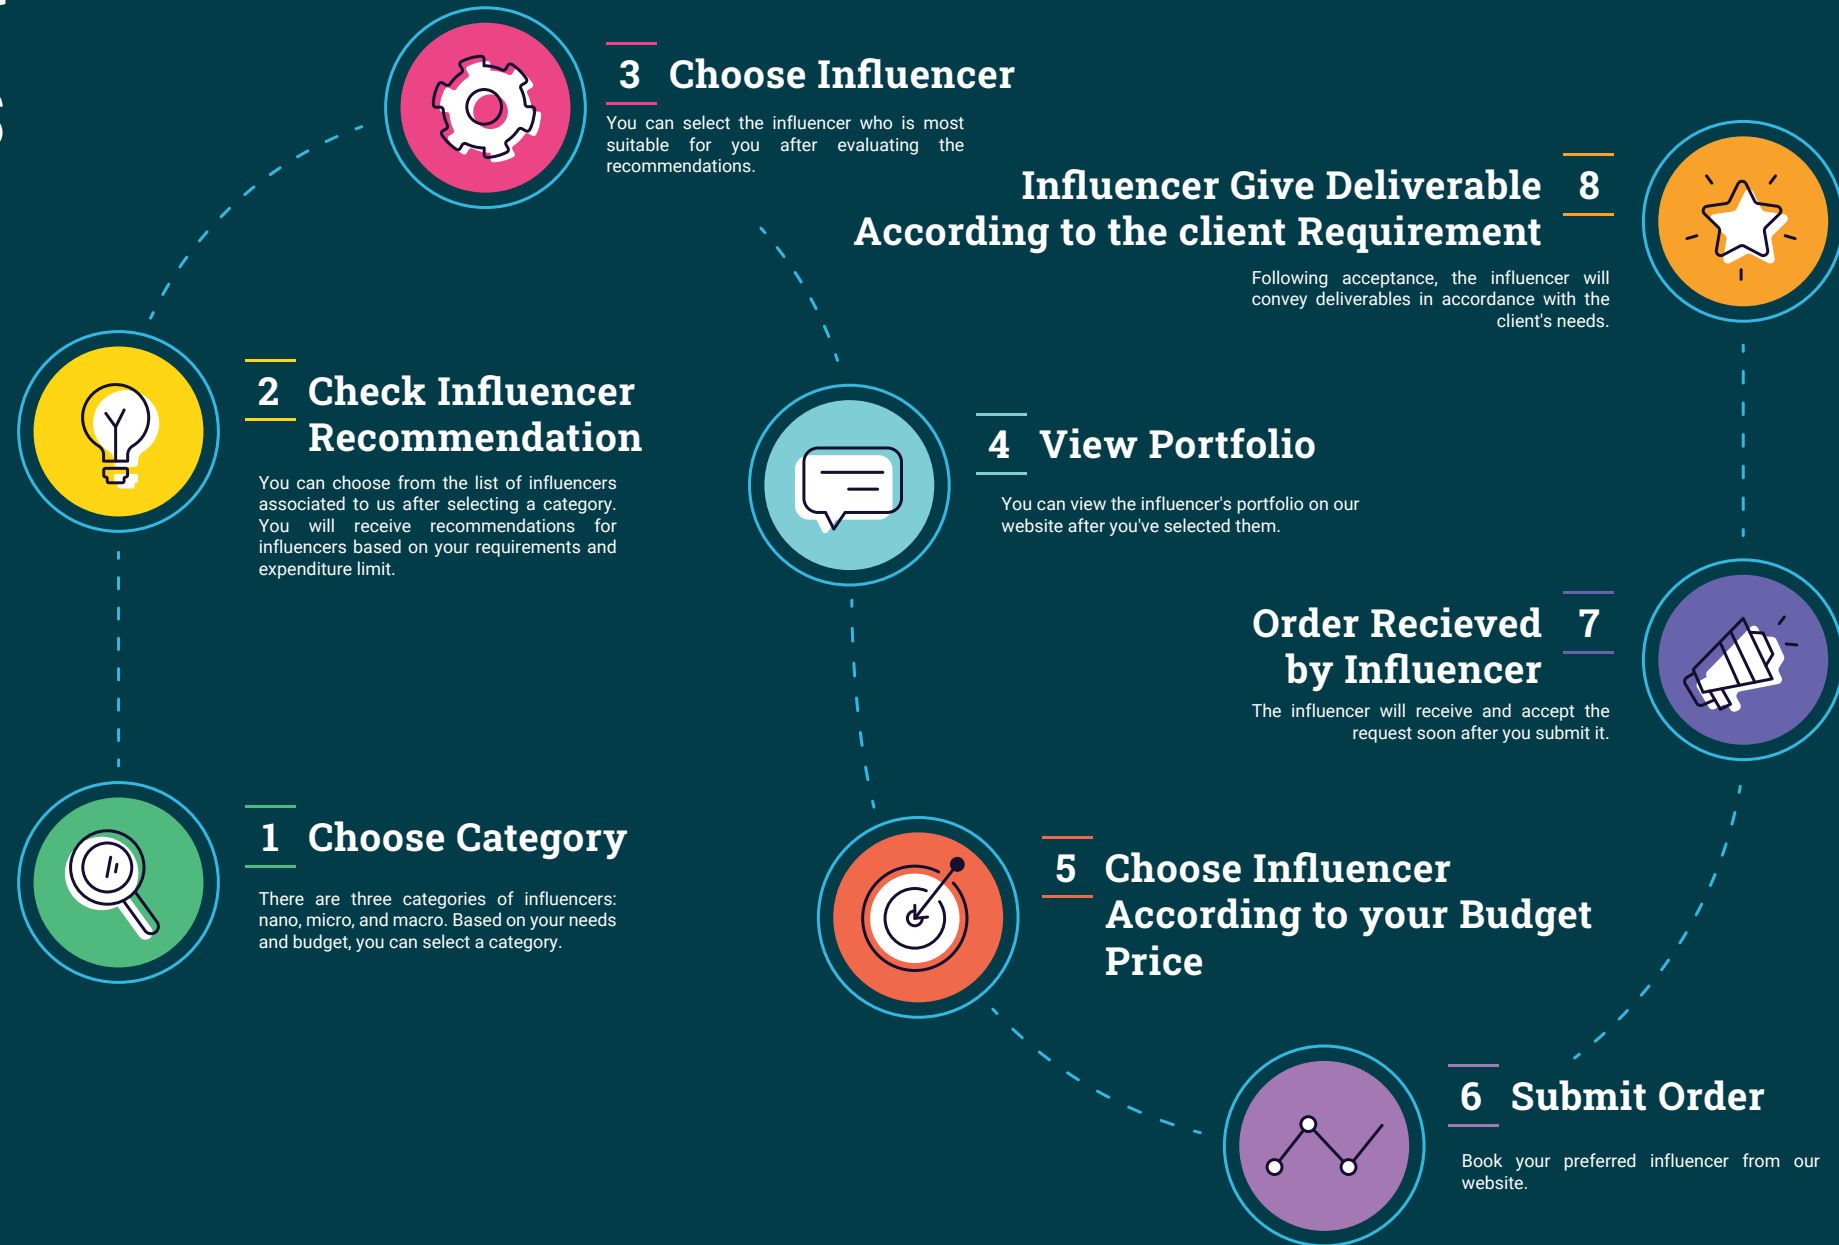 1 Choose Category
There are three categories of influencers:
nano, micro, and macro. Based on your needs
and budget, you can select a category.
2 Check Influencer
Recommendation
You can choose from the list of influencers
associated to us after selecting a category.
You will receive recommendations for
influencers based on your requirements and
expenditure limit.
3 Choose Influencer
You can select the influencer who is most
suitable for you after evaluating the
recommendations.
4 View Portfolio
You can view the influencer's portfolio on our
website after you've selected them.
5 Choose Influencer
According to your Budget
Price
6 Submit Order
Book your preferred influencer from our
website.
Order Recieved 7
by Influencer
The influencer will receive and accept the
request soon after you submit it.
Influencer Give Deliverable 8
According to the client Requirement
Following acceptance, the influencer will
convey deliverables in accordance with the
client's needs.